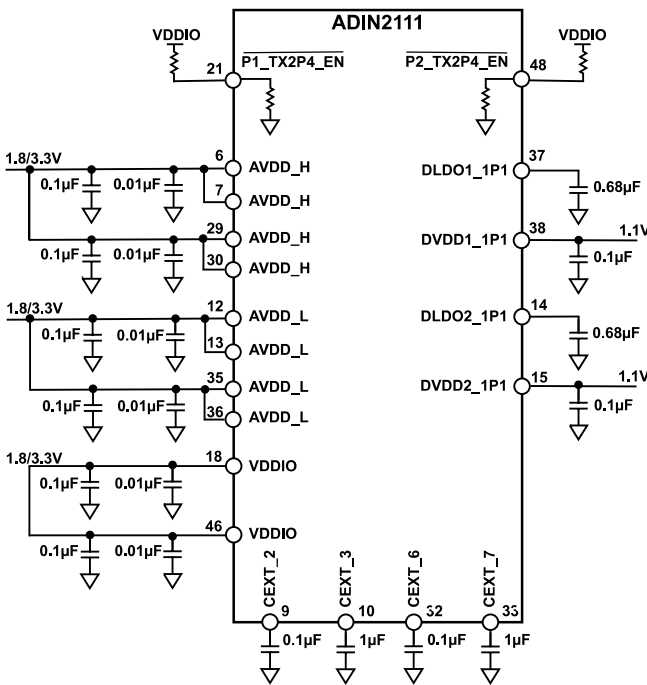 ADIN2111
VDDIO
VDDIO
21
P1_TX2P4_EN
P2_TX2P4_EN
48
1.8/3.3V
6
AVDD_H
0.1µF
0.01µF
7
AVDD_H
29
AVDD_H
0.1µF
0.01µF
30
AVDD_H
37
DLDO1_1P1
0.68µF
38
DVDD1_1P1
1.1V
0.1µF
1.8/3.3V
12
AVDD_L
0.1µF
0.01µF
13
AVDD_L
35
AVDD_L
0.1µF
0.01µF
36
AVDD_L
14
DLDO2_1P1
0.68µF
15
DVDD2_1P1
1.1V
0.1µF
1.8/3.3V
18
VDDIO
0.1µF
0.01µF
46
VDDIO
0.1µF
0.01µF
CEXT_2
CEXT_3
CEXT_6
CEXT_7
9
10
32
33
0.1µF
1µF
0.1µF
1µF